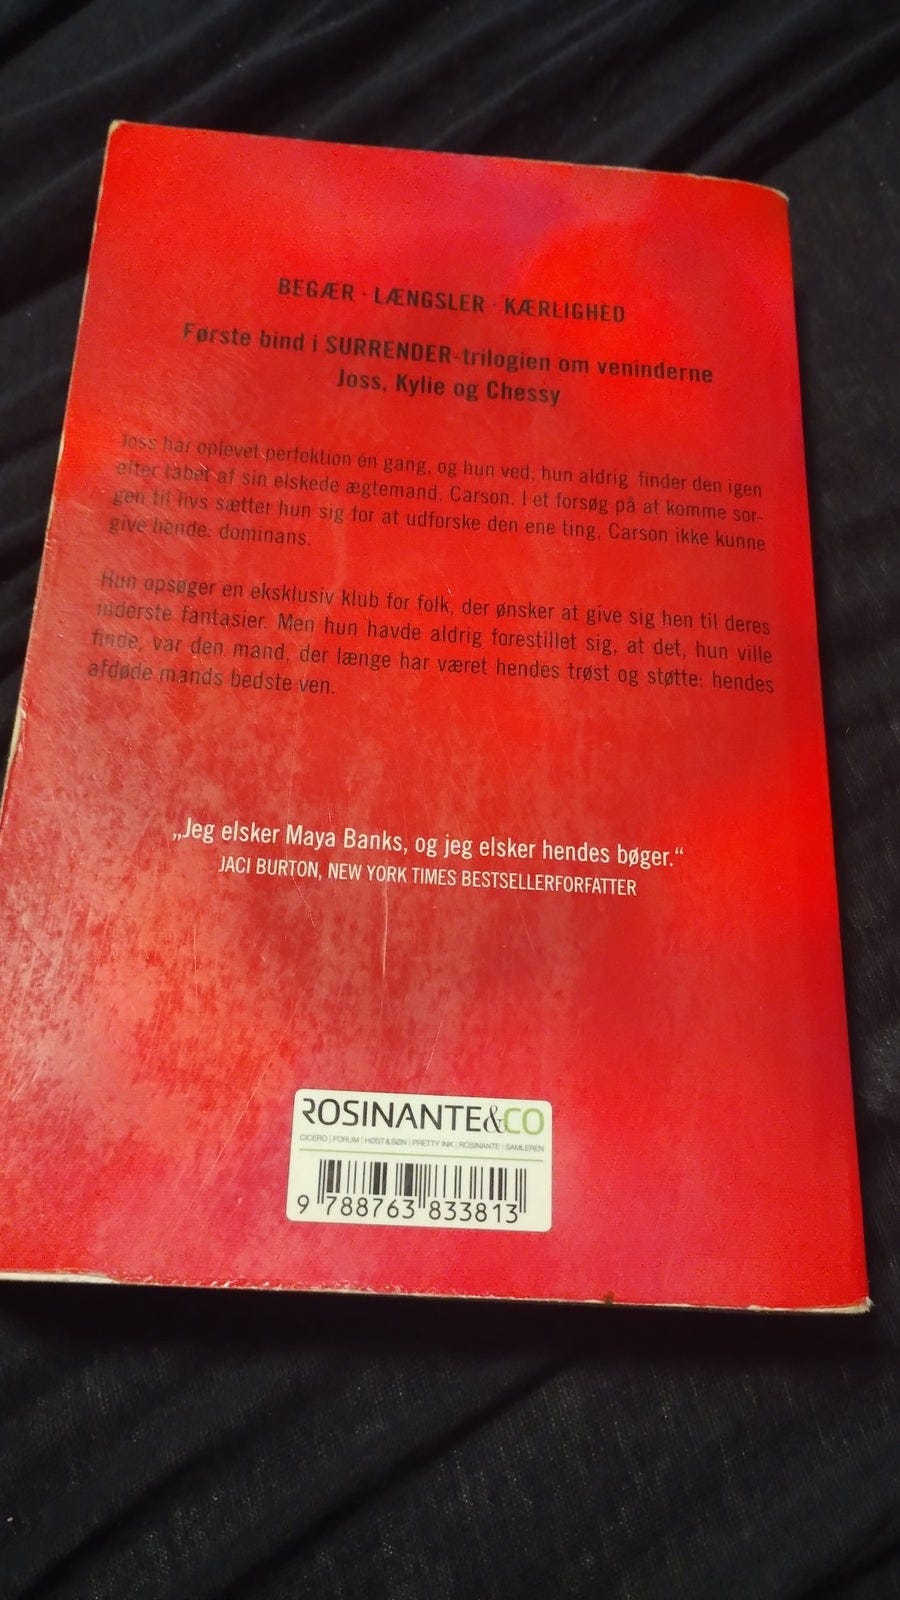 BEGÆR · LÆNGSLER · KÆRLIGHED
Første bind i SURRENDER-trilogien om veninderne
Joss, Kylie og Chessy
Joss har oplevet perfektion én gang, og hun ved, hun aldrig finder den igen
efter tabet af sin elskede ægtemand, Carson. I et forsøg på at komme sor-
gen til livs sætter hun sig for at udforske den ene ting, Carson ikke kunne
give hende: dominans.
Hun opsøger en eksklusiv klub for folk, der ønsker at give sig hen til deres
inderste fantasier. Men hun havde aldrig forestillet sig, at det, hun ville
finde, var den mand, der længe har været hendes trøst og støtte: hendes
afdøde mands bedste ven.
„Jeg elsker Maya Banks, og jeg elsker hendes bøger.“
JACI BURTON, NEW YORK TIMES BESTSELLERFORFATTER
ROSINANTE&CO
CICERO | FORUM | HØST & SØN | PRETTY INK | ROSINANTE | SAMLEREN
9 788763 833813